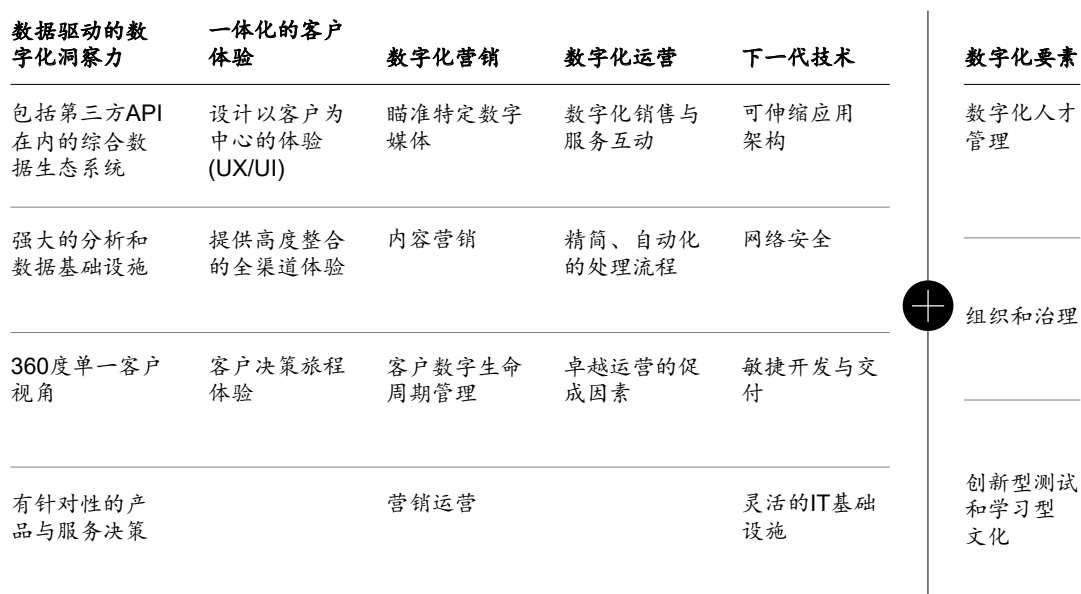 数据驱动的数
字化洞察力
一体化的客户
体验
数字化营销
数字化运营
下一代技术
数字化要素
包括第三方API
在内的综合数
据生态系统
设计以客户为
中心的体验
(UX/UI)
瞄准特定数字
媒体
数字化销售与
服务互动
可伸缩应用
架构
数字化人才
管理
强大的分析和
数据基础设施
提供高度整合
的全渠道体验
内容营销
精简、自动化
的处理流程
网络安全
组织和治理
360度单一客户
视角
客户决策旅程
体验
客户数字生命
周期管理
卓越运营的促
成因素
敏捷开发与交
付
有针对性的产
品与服务决策
营销运营
灵活的IT基础
设施
创新型测试
和学习型
文化